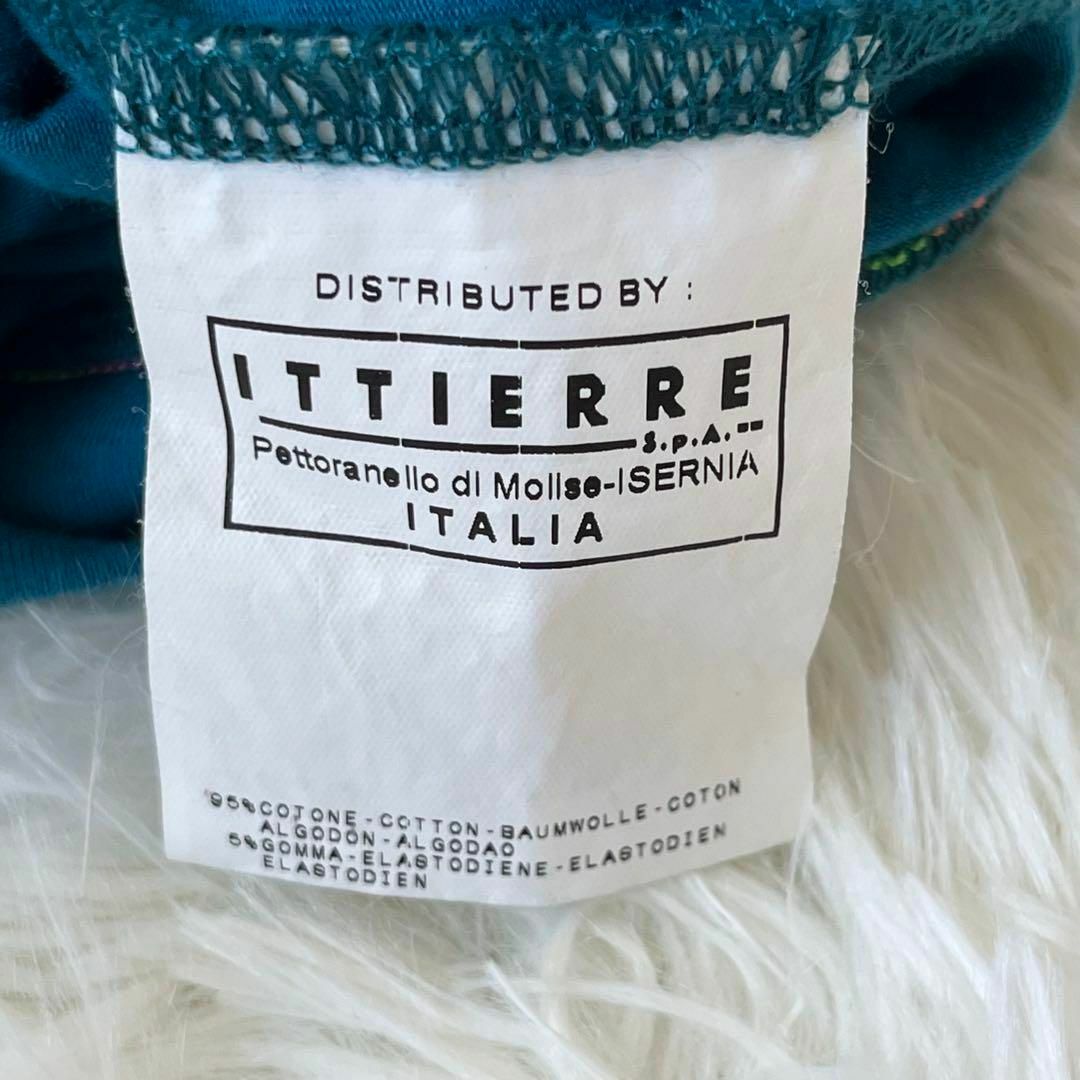 DISTRIBUTED BY :
ITTIERRE
S.p.A.
Pettoranello di Molise-ISERNIA
ITALIA
95%COTONE-COTTON-BAUMWOLLE-COTON
ALGODÓN-ALGODAO
5%GOMMA-ELASTODIENE-ELASTODIEN
ELASTODIEN